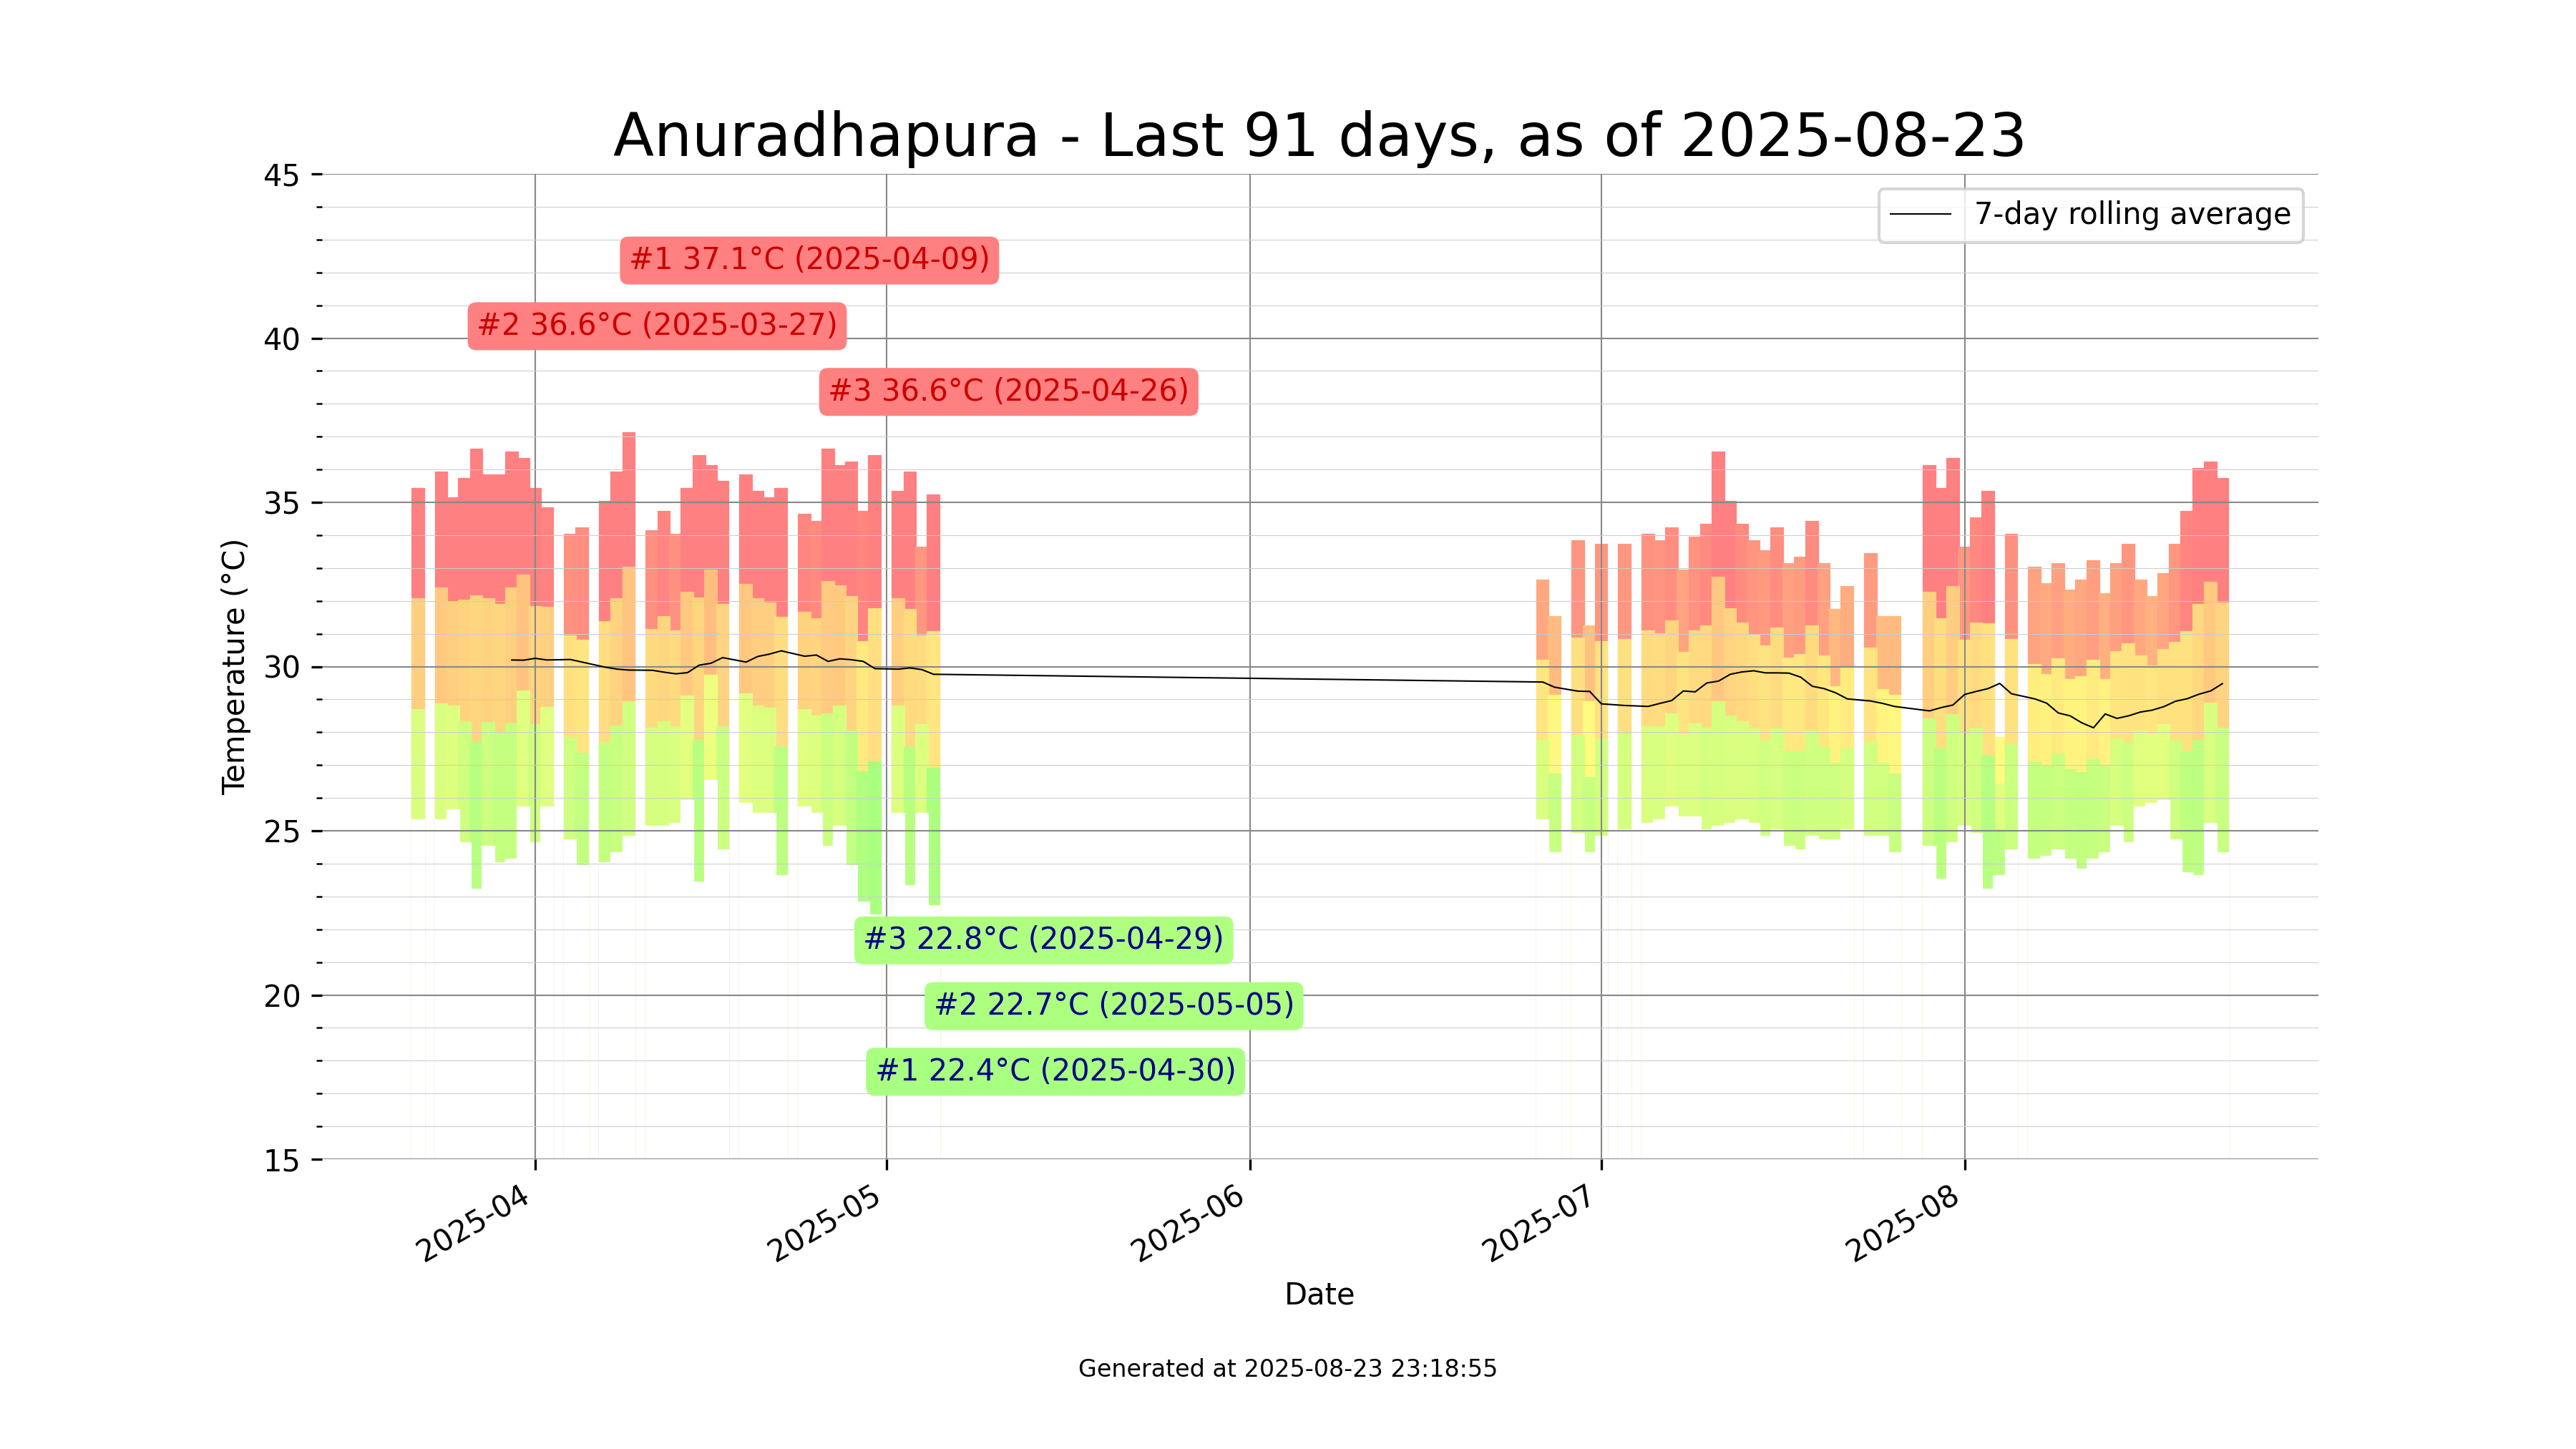 Anuradhapura - Last 91 days, as of 2025-08-23
7-day rolling average
45
40
35
30
25
20
15
Temperature (°C)
#1 37.1°C (2025-04-09)
#2 36.6°C (2025-03-27)
#3 36.6°C (2025-04-26)
#3 22.8°C (2025-04-29)
#2 22.7°C (2025-05-05)
#1 22.4°C (2025-04-30)
2025-04
2025-05
2025-06
2025-07
2025-08
Date
Generated at 2025-08-23 23:18:55